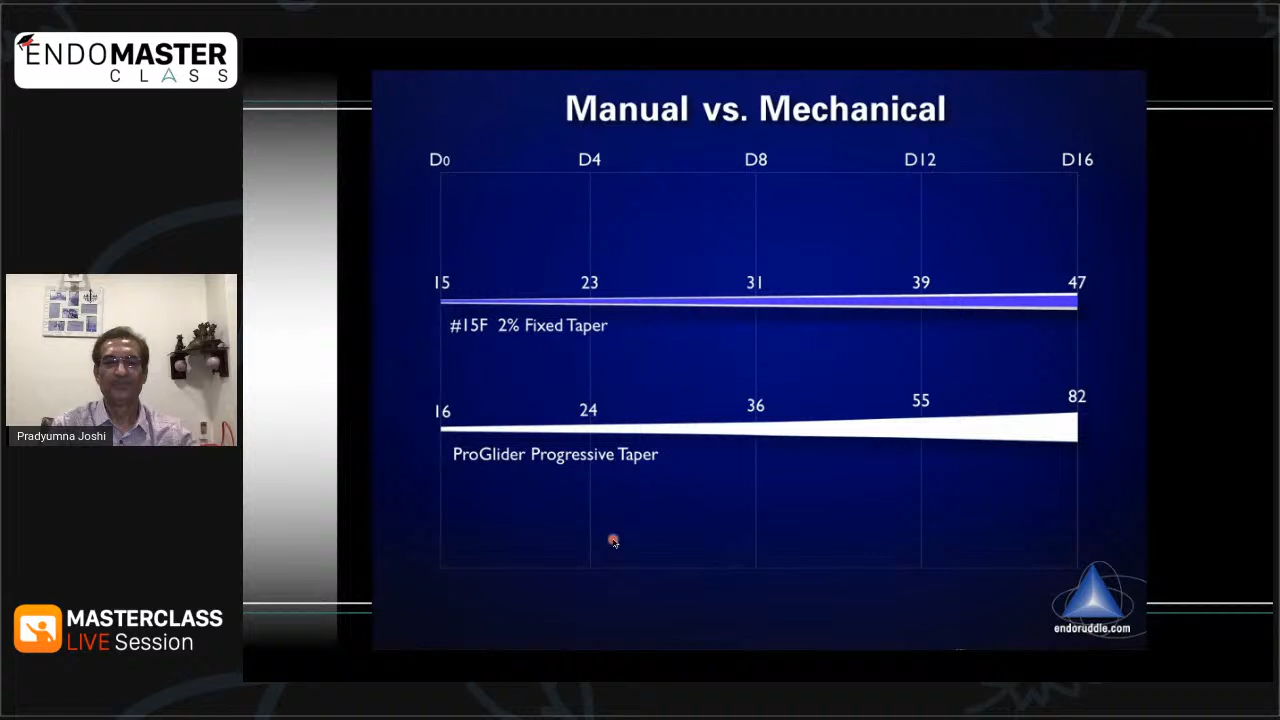 ENDOMASTER
CLASS
Manual vs. Mechanical
D0 D4 D8 D12 D16
15 23 31 39 47
#15F 2% Fixed Taper
16 24 36 55 82
ProGlider Progressive Taper
Pradyumna Joshi
endoruddle.com
MASTERCLASS
LIVE Session